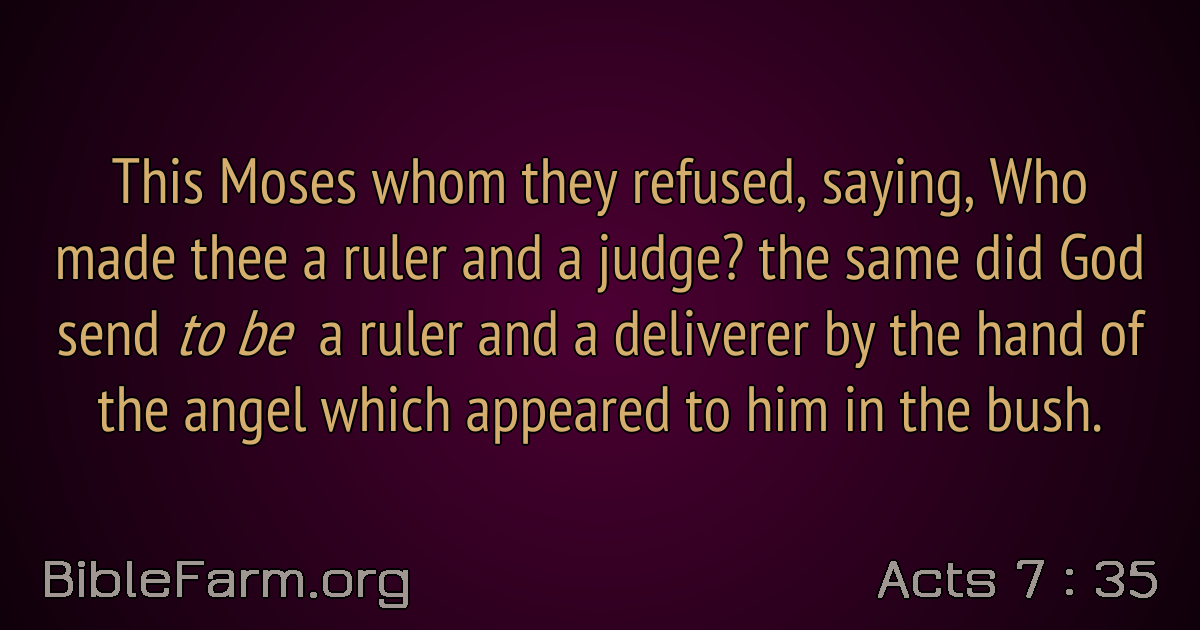 This Moses whom they refused, saying, Who
made thee a ruler and a judge? the same did God
send to be a ruler and a deliverer by the hand of
the angel which appeared to him in the bush.
BibleFarm.org
Acts 7 : 35